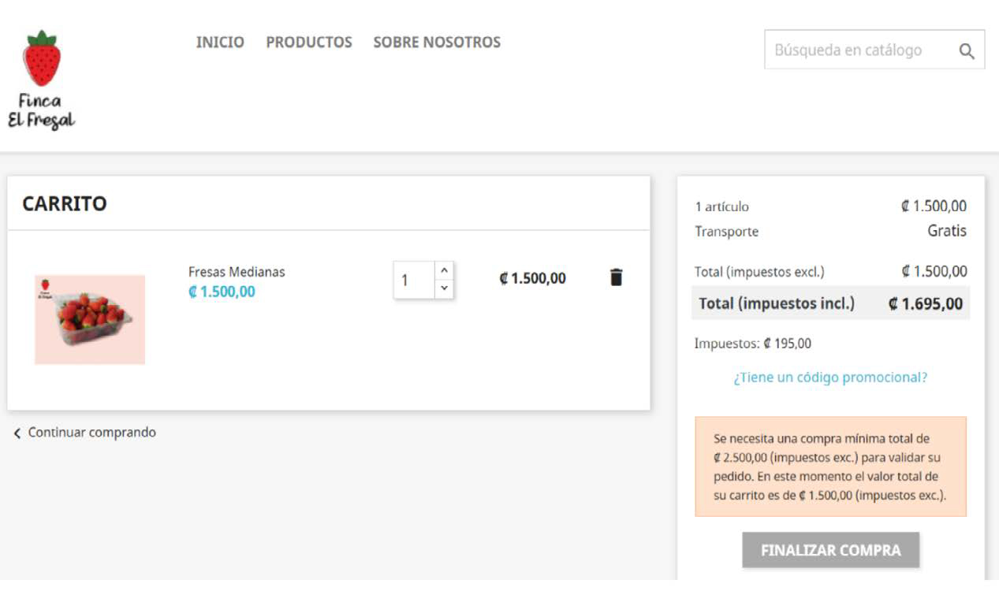 INICIO PRODUCTOS SOBRE NOSOTROS
Búsqueda en catálogo
Finca
El Fresal
CARRITO
Fresas Medianas
₡ 1.500,00
1
₡ 1.500,00
Continuar comprando
1 artículo ₡ 1.500,00
Transporte Gratis
Total (impuestos excl.) ₡ 1.500,00
Total (impuestos incl.) ₡ 1.695,00
Impuestos: ₡ 195,00
¿Tiene un código promocional?
Se necesita una compra mínima total de
₡ 2.500,00 (impuestos exc.) para validar su
pedido. En este momento el valor total de
su carrito es de ₡ 1.500,00 (impuestos exc.).
FINALIZAR COMPRA